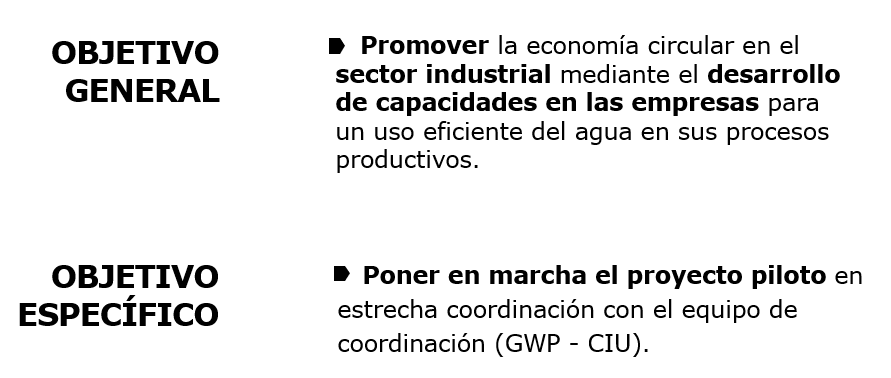 OBJETIVO
GENERAL
Promover la economía circular en el
sector industrial mediante el desarrollo
de capacidades en las empresas para
un uso eficiente del agua en sus procesos
productivos.
OBJETIVO
ESPECÍFICO
Poner en marcha el proyecto piloto en
estrecha coordinación con el equipo de
coordinación (GWP - CIU).